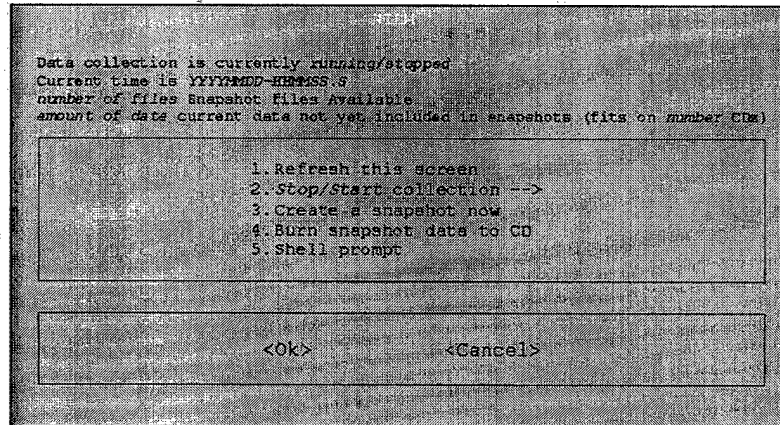 Data collection is currently running/stopped
Current time is YYYYMMDD-HHMMSS.S
number of files Snapshot files Available
amount of data current data not yet included in snapshots (fits on number CDs)
1. Refresh this screen
2. Stop/Start collection -->
3. Create a snapshot now
4. Burn snapshot data to CD
5. Shell prompt
<Ok> <Cancel>